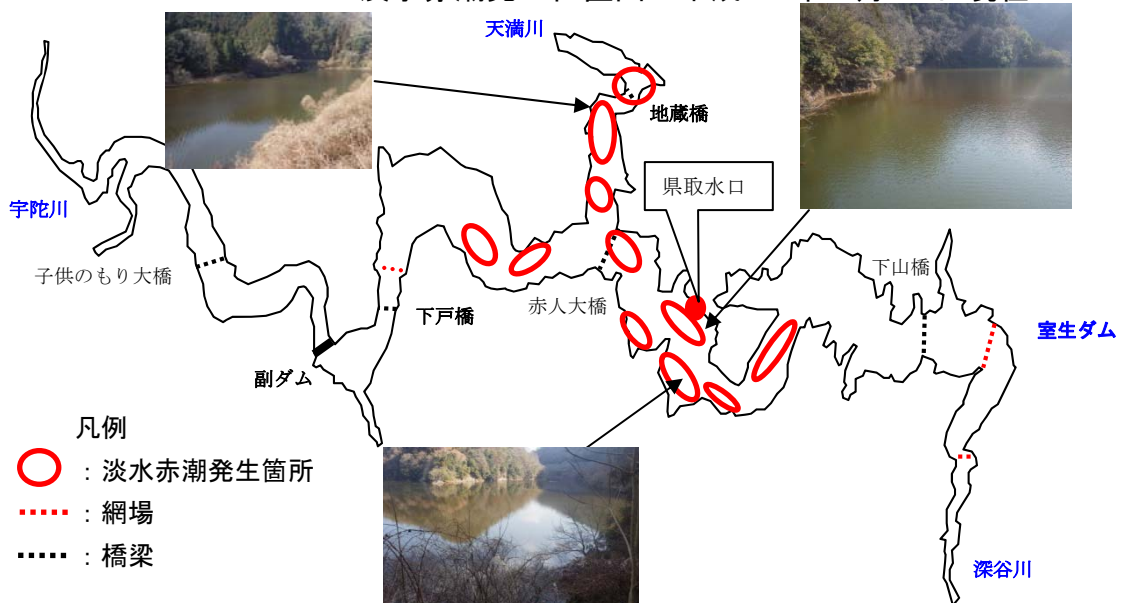 天満川
地蔵橋
県取水口
宇陀川
子供のもり大橋
下山橋
赤人大橋
下戸橋
室生ダム
副ダム
凡例
：淡水赤潮発生箇所
：網場
：橋梁
深谷川